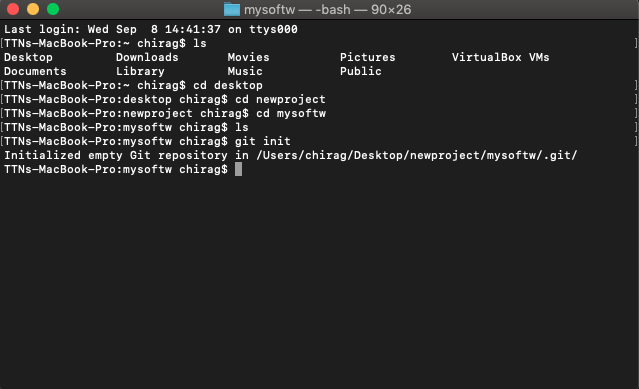 mysoftw — -bash — 90×26
Last login: Wed Sep  8 14:41:37 on ttys000
[TTNs-MacBook-Pro:~ chirag$ ls ]
Desktop Downloads Movies Pictures VirtualBox VMs
Documents Library Music Public
[TTNs-MacBook-Pro:~ chirag$ cd desktop ]
[TTNs-MacBook-Pro:desktop chirag$ cd newproject ]
[TTNs-MacBook-Pro:newproject chirag$ cd mysoftw ]
[TTNs-MacBook-Pro:mysoftw chirag$ ls ]
[TTNs-MacBook-Pro:mysoftw chirag$ git init ]
Initialized empty Git repository in /Users/chirag/Desktop/newproject/mysoftw/.git/
TTNs-MacBook-Pro:mysoftw chirag$